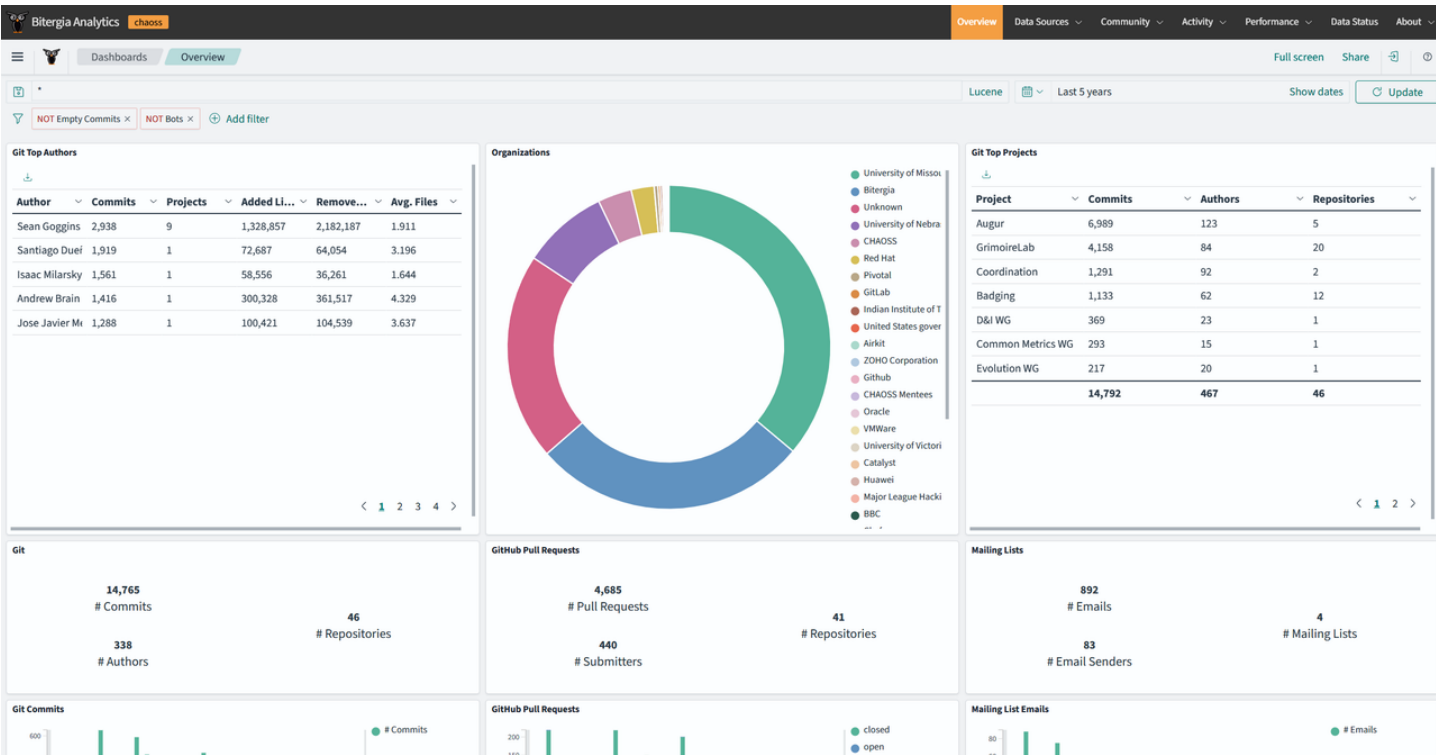 Bitergia Analytics chaoss Overview Data Sources Community Activity Performance Data Status About
Dashboards Overview Full screen Share
* Lucene Last 5 years Show dates Update
NOT Empty Commits × NOT Bots × Add filter
Git Top Authors
Author Commits Projects Added Li... Remove... Avg. Files
Sean Goggins 2,938 9 1,328,857 2,182,187 1.911
Santiago Dueñ 1,919 1 72,687 64,054 3.196
Isaac Milarsky 1,561 1 58,556 36,261 1.644
Andrew Brain 1,416 1 300,328 361,517 4.329
Jose Javier Me 1,288 1 100,421 104,539 3.637
1 2 3 4
Organizations
University of Missou
Bitergia
Unknown
University of Nebra
CHAOSS
Red Hat
Pivotal
GitLab
Indian Institute of T
United States gover
Airkit
ZOHO Corporation
Github
CHAOSS Mentees
Oracle
VMWare
University of Victori
Catalyst
Huawei
Major League Hacki
BBC
Git Top Projects
Project Commits Authors Repositories
Augur 6,989 123 5
GrimoireLab 4,158 84 20
Coordination 1,291 92 2
Badging 1,133 62 12
D&I WG 369 23 1
Common Metrics WG 293 15 1
Evolution WG 217 20 1
14,792 467 46
1 2
Git
14,765
# Commits
46
# Repositories
338
# Authors
GitHub Pull Requests
4,685
# Pull Requests
41
# Repositories
440
# Submitters
Mailing Lists
892
# Emails
4
# Mailing Lists
83
# Email Senders
Git Commits
600
# Commits
GitHub Pull Requests
200
closed
open
Mailing List Emails
80
# Emails